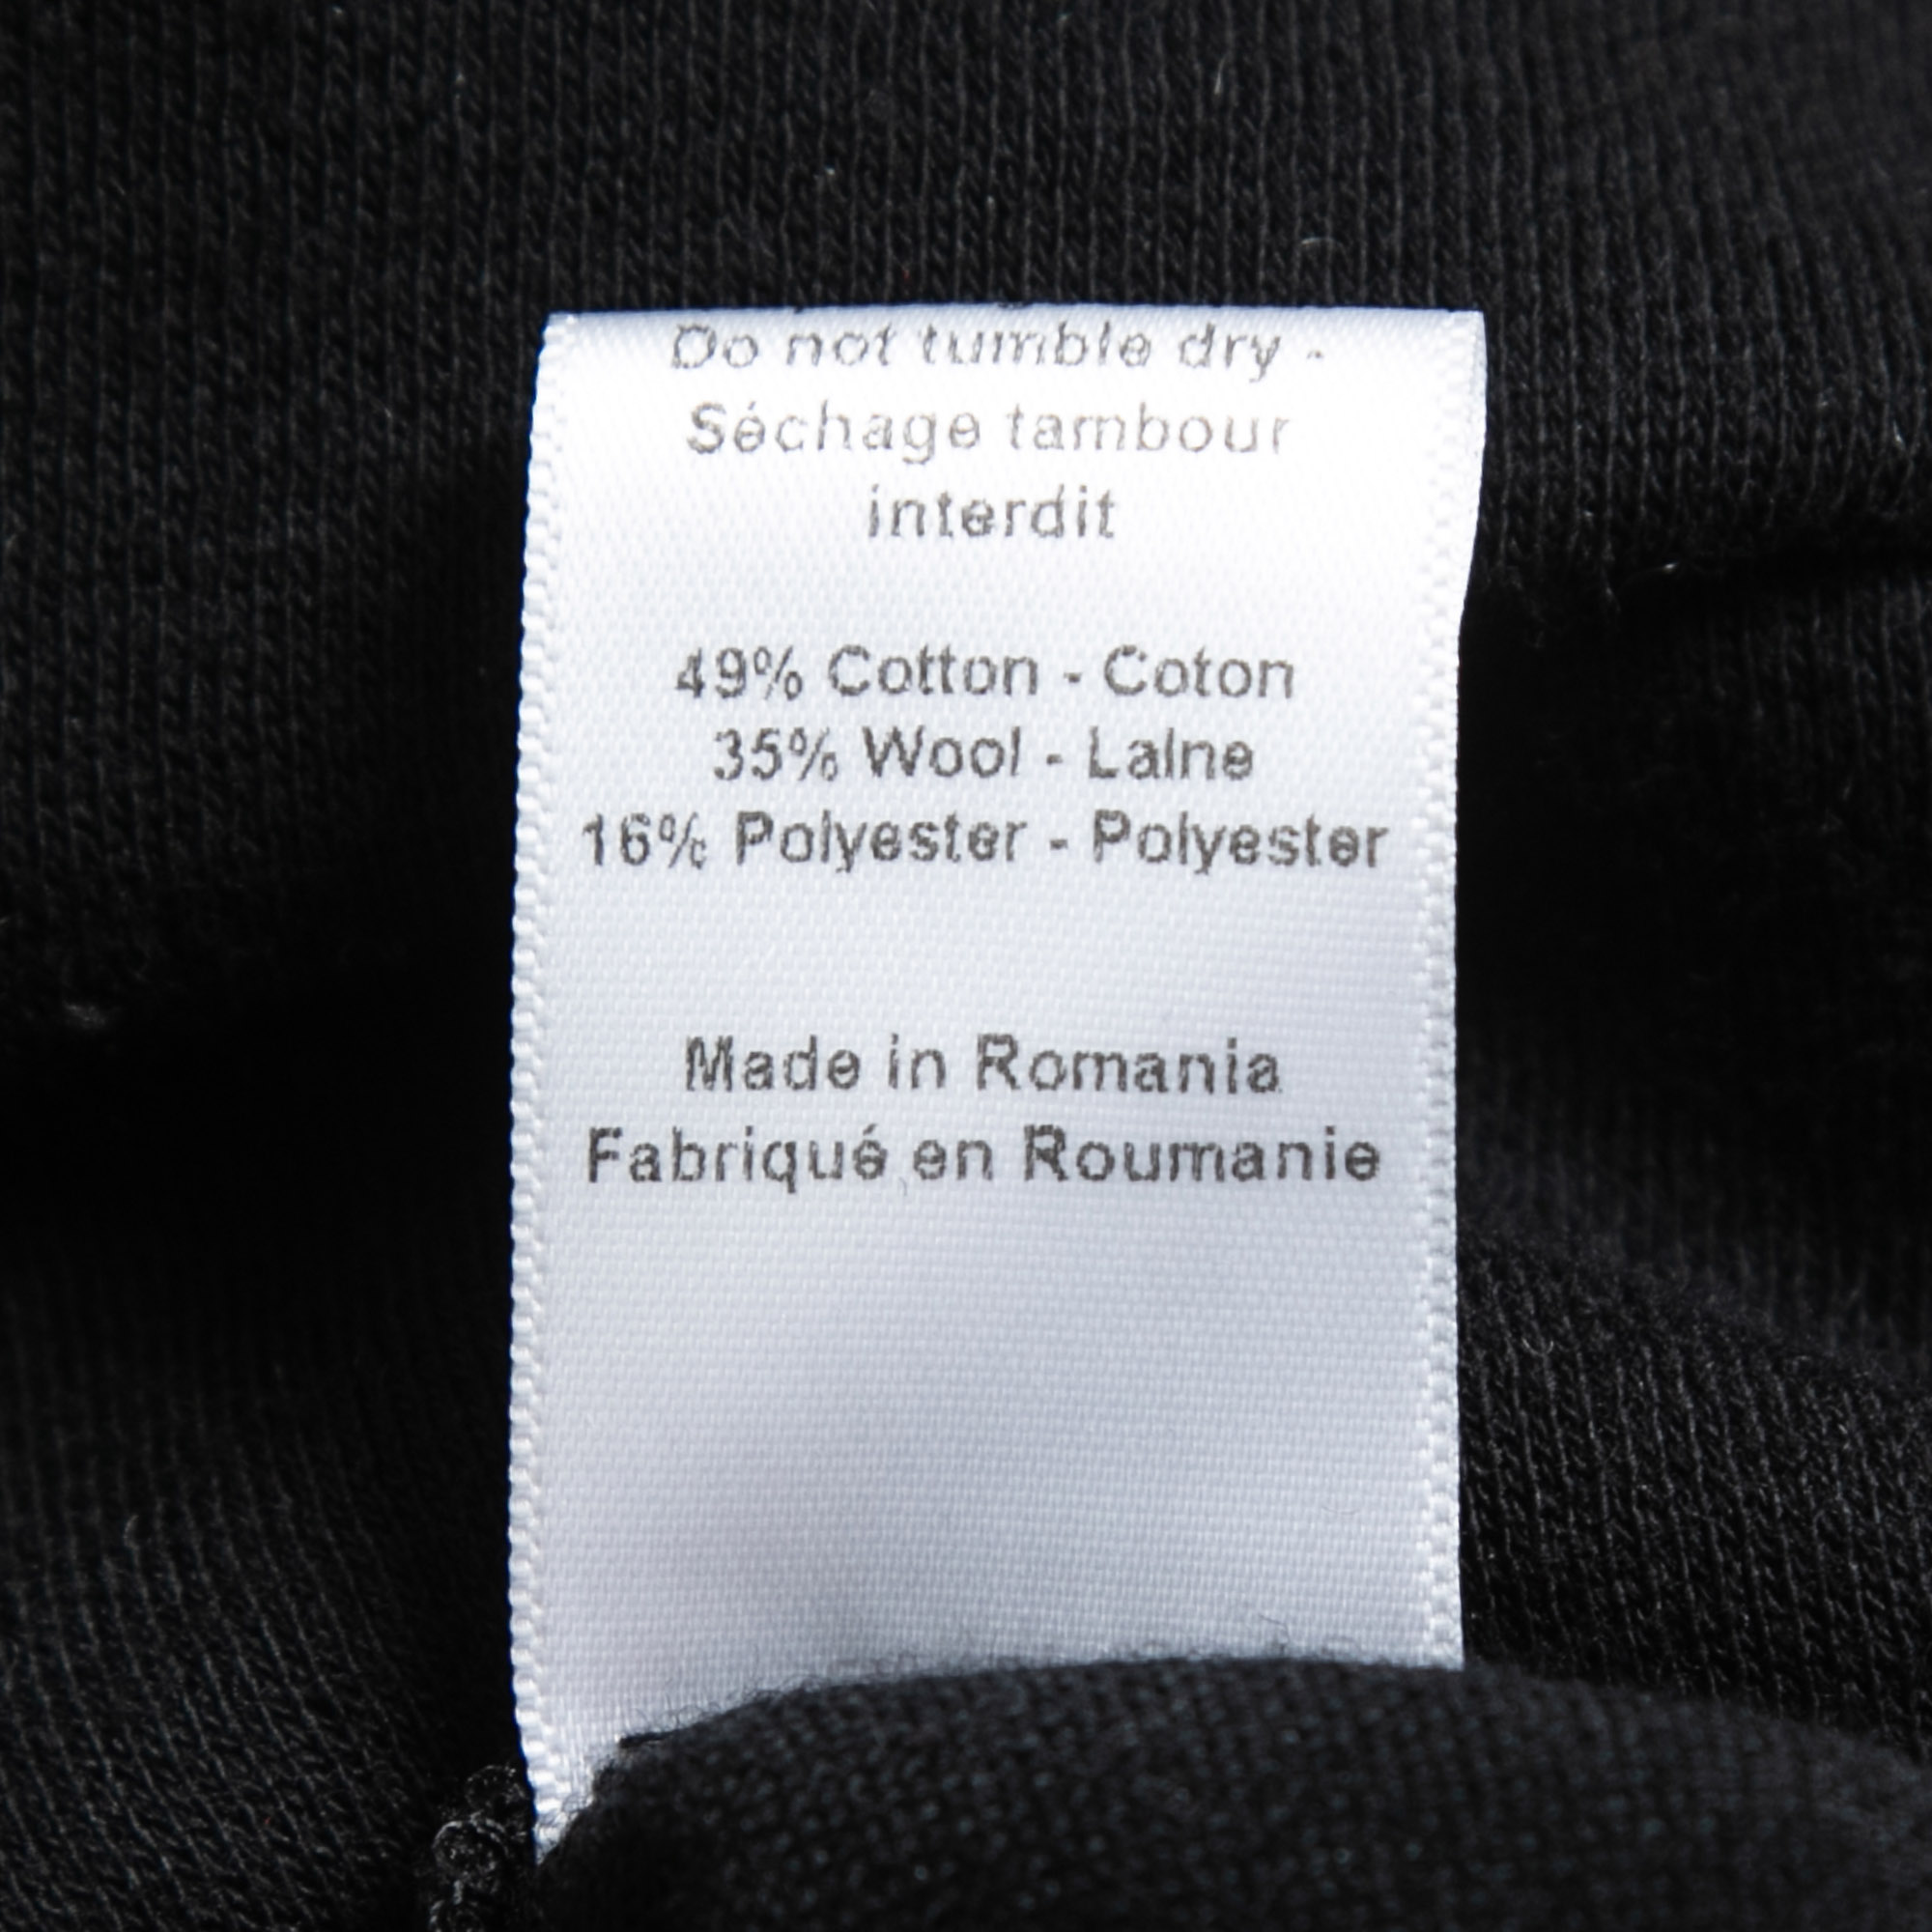 Do not tumble dry -
Séchage tambour
interdit
49% Cotton - Coton
35% Wool - Laine
16% Polyester - Polyester
Made in Romania
Fabriqué en Roumanie